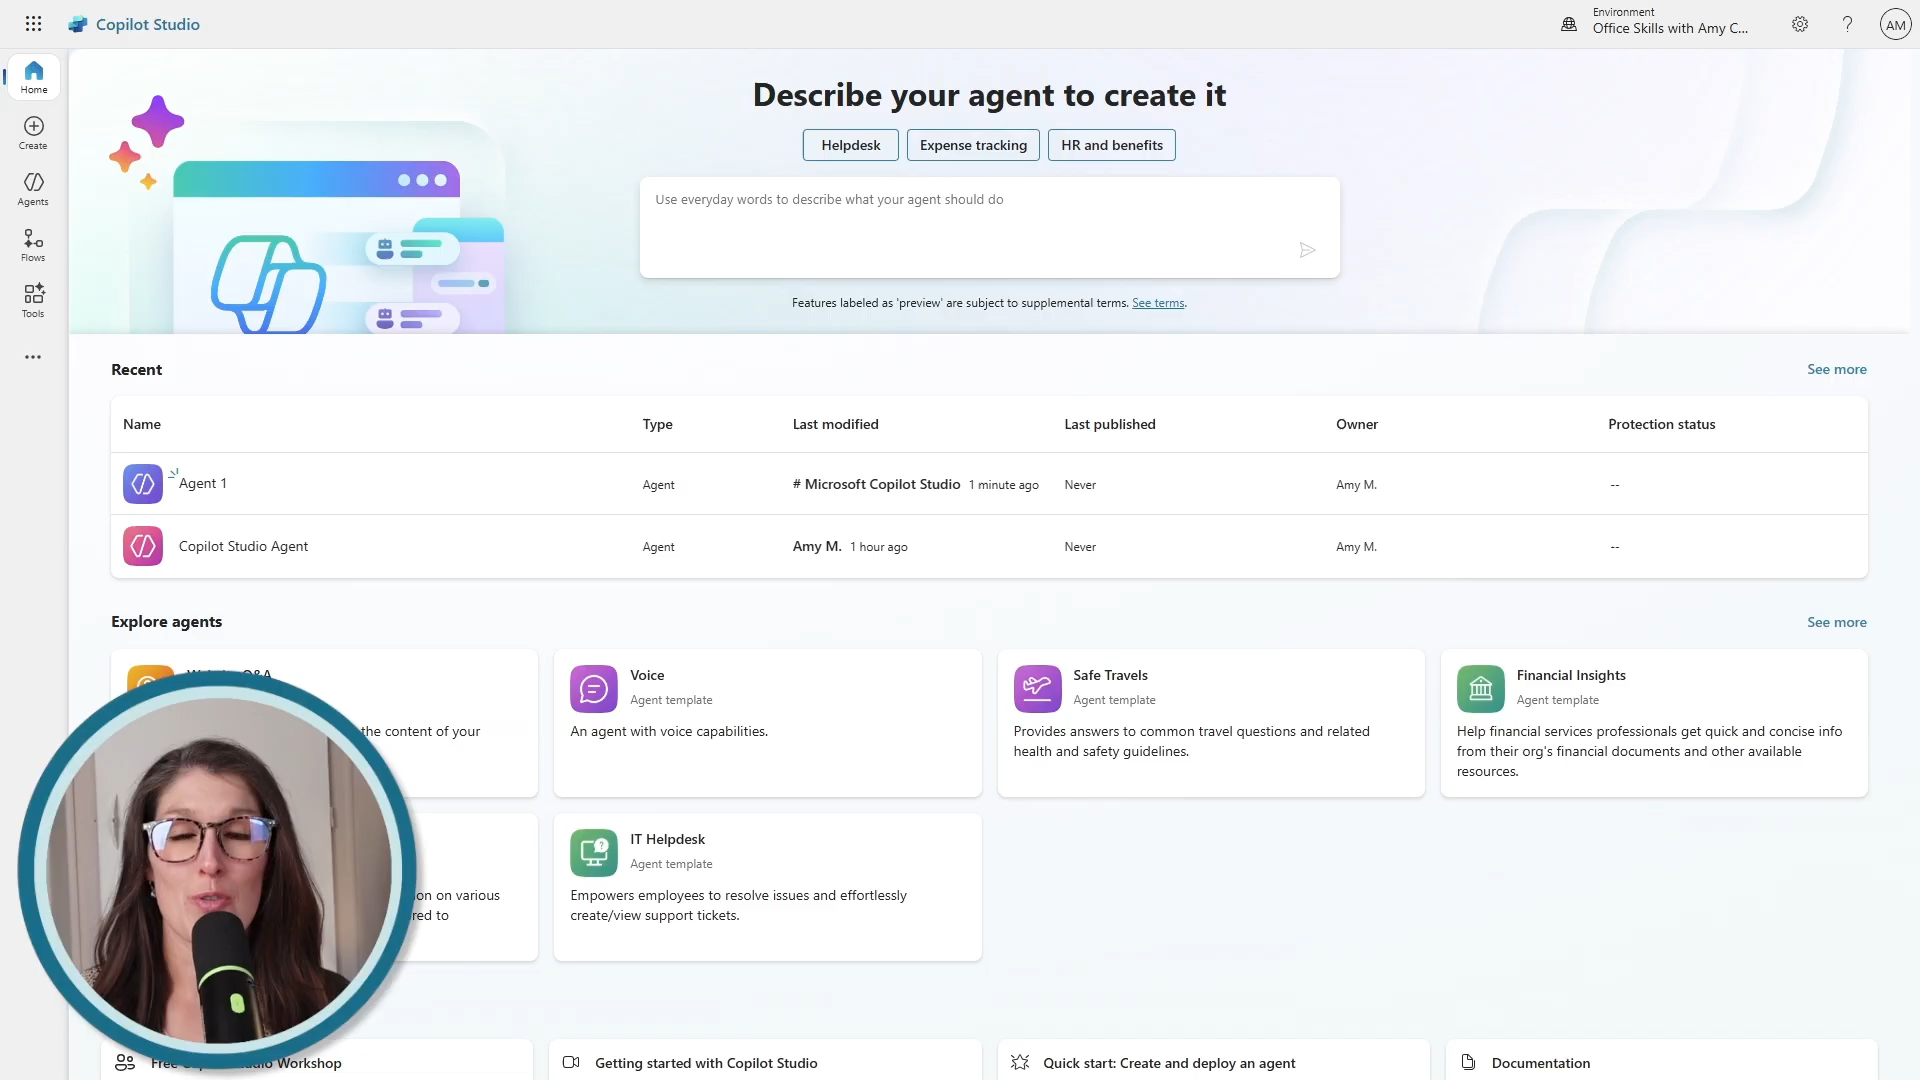 Copilot Studio
Environment
Office Skills with Amy C...
AM
Home
Create
Agents
Flows
Tools
Describe your agent to create it
Helpdesk
Expense tracking
HR and benefits
Use everyday words to describe what your agent should do
Features labeled as 'preview' are subject to supplemental terms. See terms.
Recent
See more
Name
Type
Last modified
Last published
Owner
Protection status
Agent 1
Agent
# Microsoft Copilot Studio 1 minute ago
Never
Amy M.
--
Copilot Studio Agent
Agent
Amy M. 1 hour ago
Never
Amy M.
--
Explore agents
See more
the content of your
Voice
Agent template
An agent with voice capabilities.
Safe Travels
Agent template
Provides answers to common travel questions and related
health and safety guidelines.
Financial Insights
Agent template
Help financial services professionals get quick and concise info
from their org's financial documents and other available
resources.
on various
to
IT Helpdesk
Agent template
Empowers employees to resolve issues and effortlessly
create/view support tickets.
Workshop
Getting started with Copilot Studio
Quick start: Create and deploy an agent
Documentation